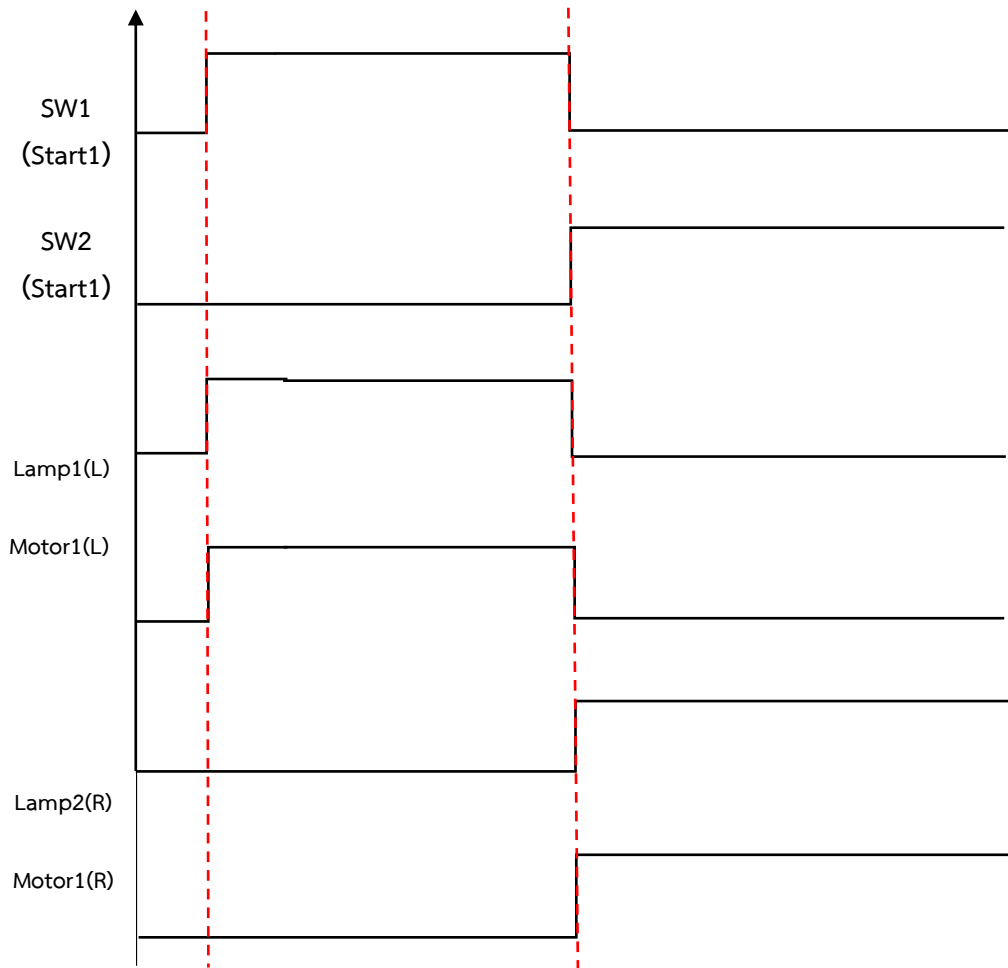 SW1
(Start1)
SW2
(Start1)
Lamp1(L)
Motor1(L)
Lamp2(R)
Motor1(R)